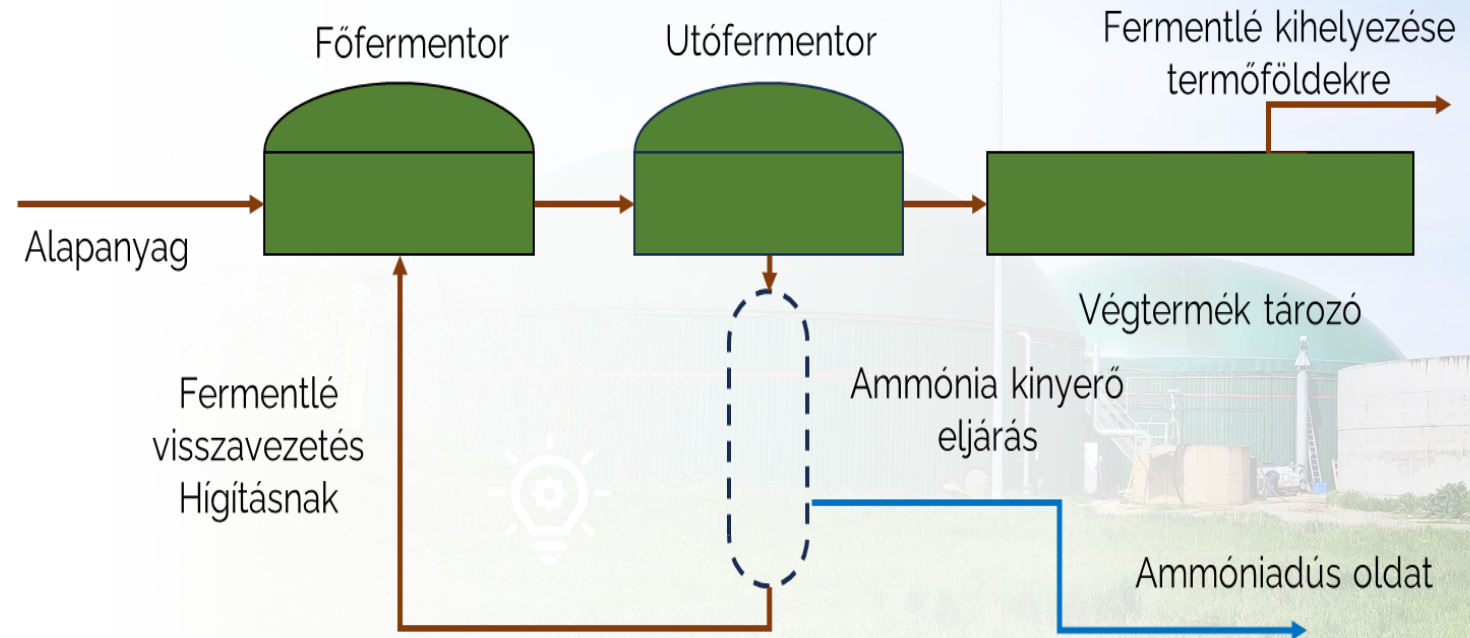 Főfermentor
Utófermentor
Fermentlé kihelyezése
termőföldekre
Alapanyag
Végtermék tározó
Fermentlé
visszavezetés
Hígításnak
Ammónia kinyerő
eljárás
Ammóniadús oldat